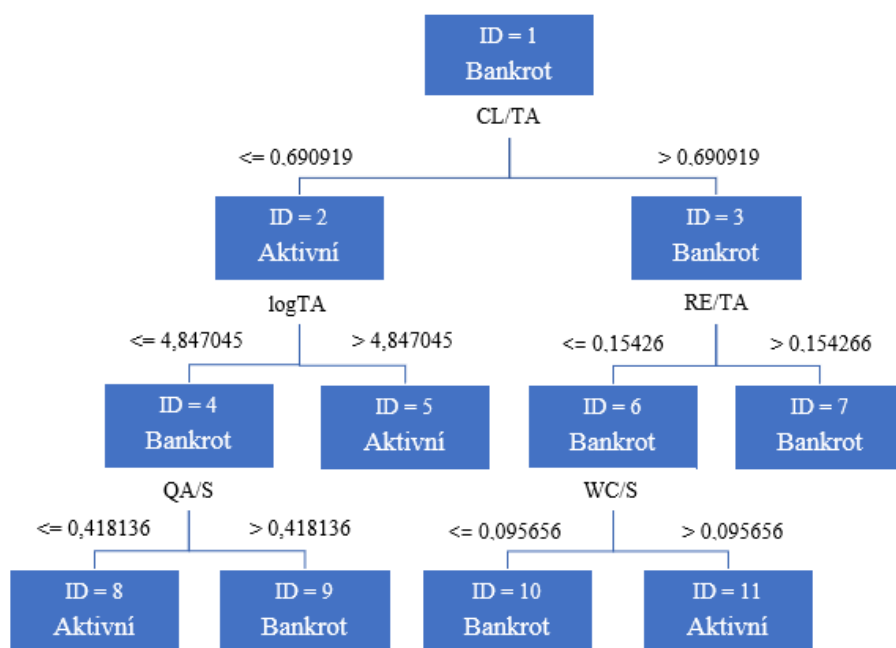 ID = 1
Bankrot
CL/TA
<= 0,690919
> 0,690919
ID = 2
Aktivní
ID = 3
Bankrot
logTA
RE/TA
<= 4,847045
> 4,847045
<= 0,15426
> 0,154266
ID = 4
Bankrot
ID = 5
Aktivní
ID = 6
Bankrot
ID = 7
Bankrot
QA/S
WC/S
<= 0,418136
> 0,418136
<= 0,095656
> 0,095656
ID = 8
Aktivní
ID = 9
Bankrot
ID = 10
Bankrot
ID = 11
Aktivní